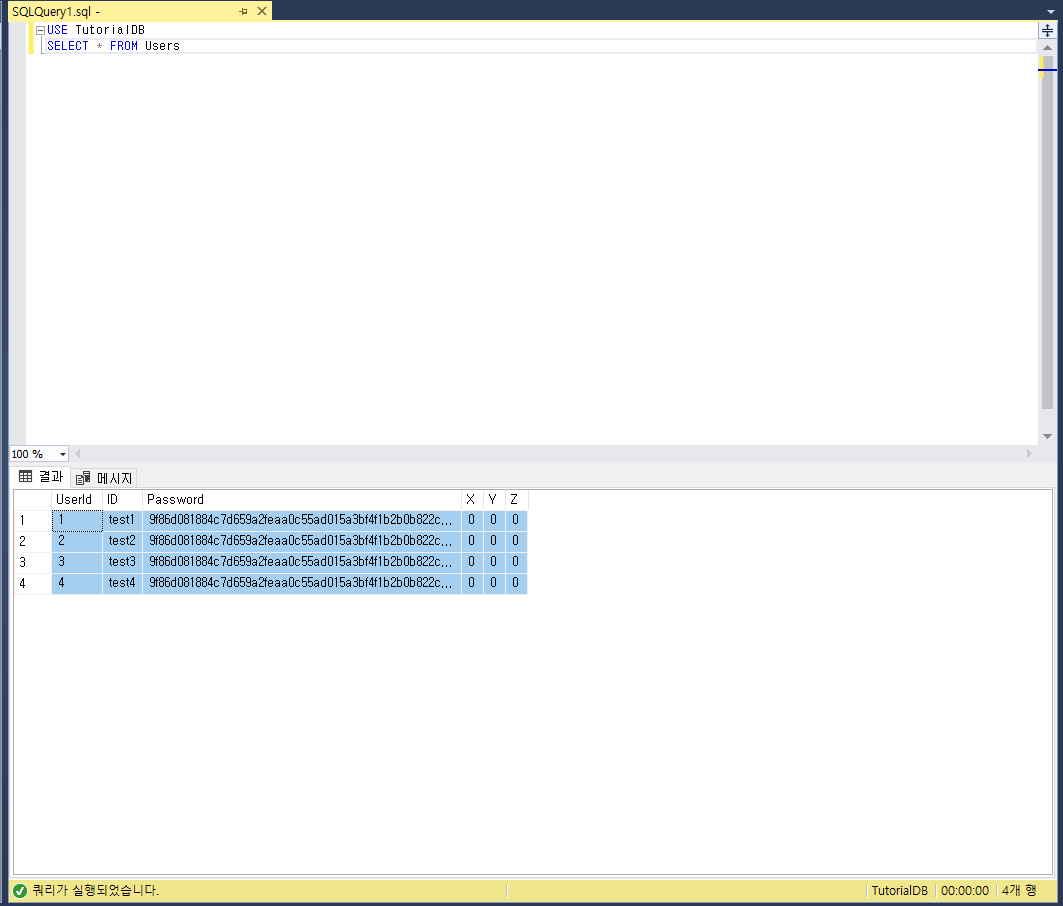 SQLQuery1.sql -
USE TutorialDB
SELECT * FROM Users
100 %
결과 메시지
UserId ID Password X Y Z
1 1 test1 9f86d081884c7d659a2feaa0c55ad015a3bf4f1b2b0b822c,,, 0 0 0
2 2 test2 9f86d081884c7d659a2feaa0c55ad015a3bf4f1b2b0b822c,,, 0 0 0
3 3 test3 9f86d081884c7d659a2feaa0c55ad015a3bf4f1b2b0b822c,,, 0 0 0
4 4 test4 9f86d081884c7d659a2feaa0c55ad015a3bf4f1b2b0b822c,,, 0 0 0
쿼리가 실행되었습니다. TutorialDB 00:00:00 4개 행